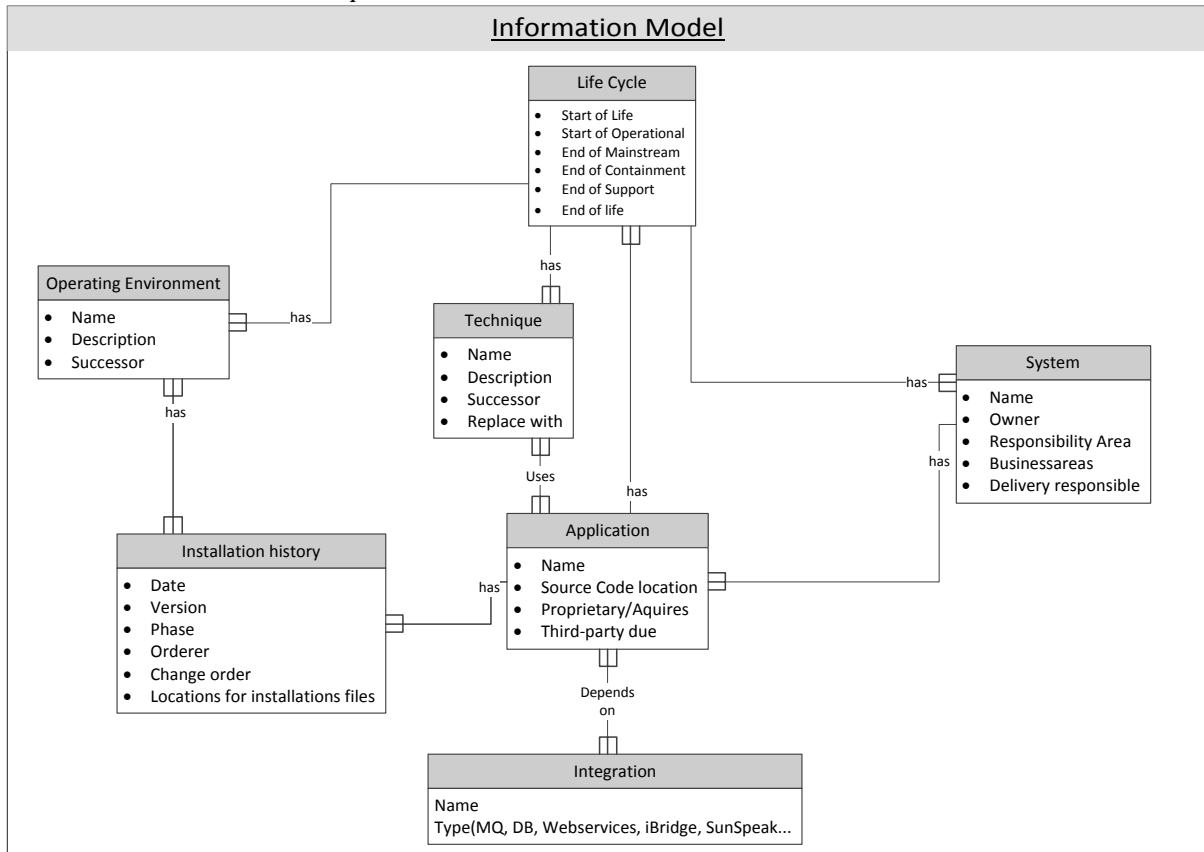 Information Model
Life Cycle
Start of Life
Start of Operational
End of Mainstream
End of Containment
End of Support
End of life
has
Operating Environment
Name
Description
Successor
has
has
Technique
Name
Description
Successor
Replace with
System
Name
Owner
Responsibility Area
Businessareas
Delivery responsible
has
has
Uses
has
Installation history
Date
Version
Phase
Orderer
Change order
Locations for installations files
has
Application
Name
Source Code location
Proprietary/Aquires
Third-party due
Depends
on
Integration
Name
Type(MQ, DB, Webservices, iBridge, SunSpeak...